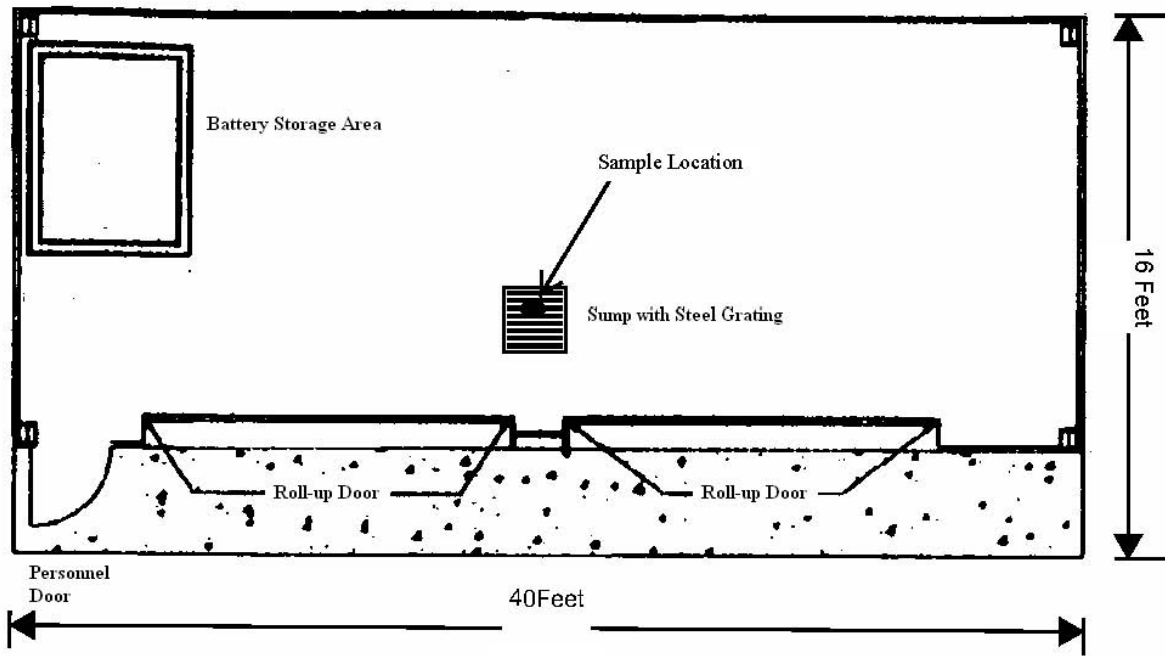 Battery Storage Area
Sample Location
16 Feet
Sump with Steel Grating
Roll-up Door
Roll-up Door
Personnel
Door
40Feet